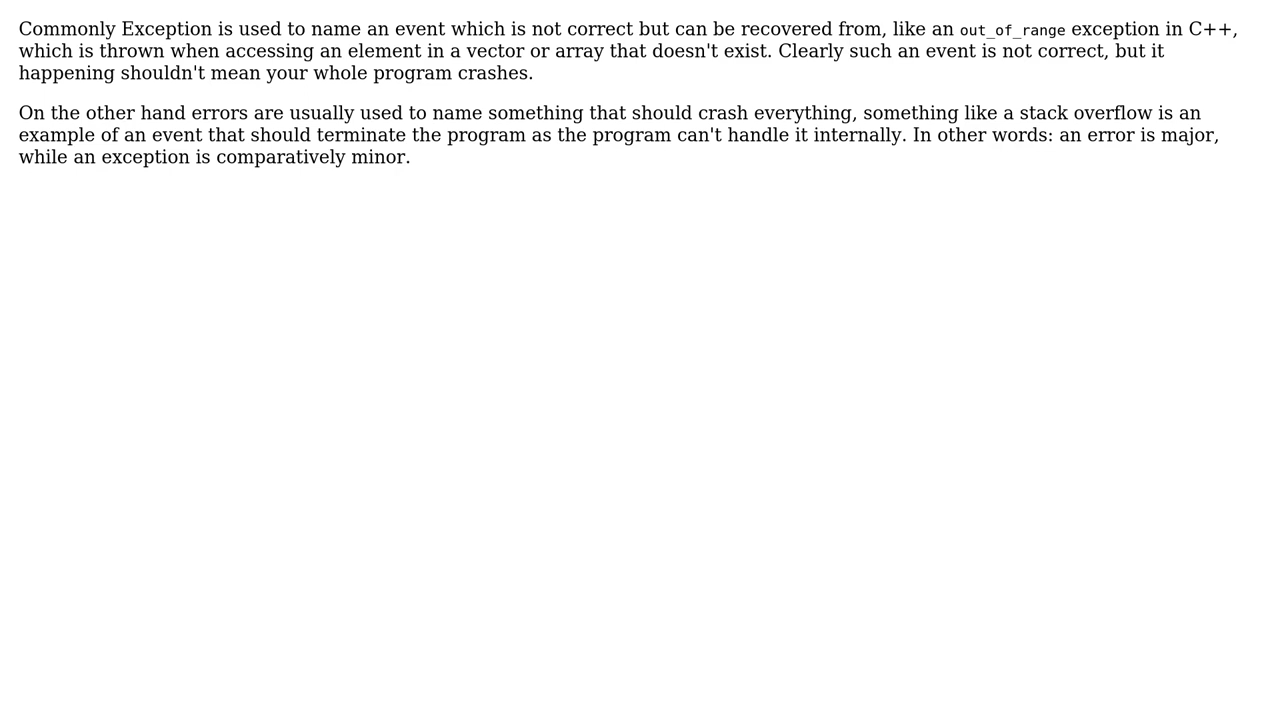 Commonly Exception is used to name an event which is not correct but can be recovered from, like an out_of_range exception in C++,
which is thrown when accessing an element in a vector or array that doesn't exist. Clearly such an event is not correct, but it
happening shouldn't mean your whole program crashes.
On the other hand errors are usually used to name something that should crash everything, something like a stack overflow is an
example of an event that should terminate the program as the program can't handle it internally. In other words: an error is major,
while an exception is comparatively minor.